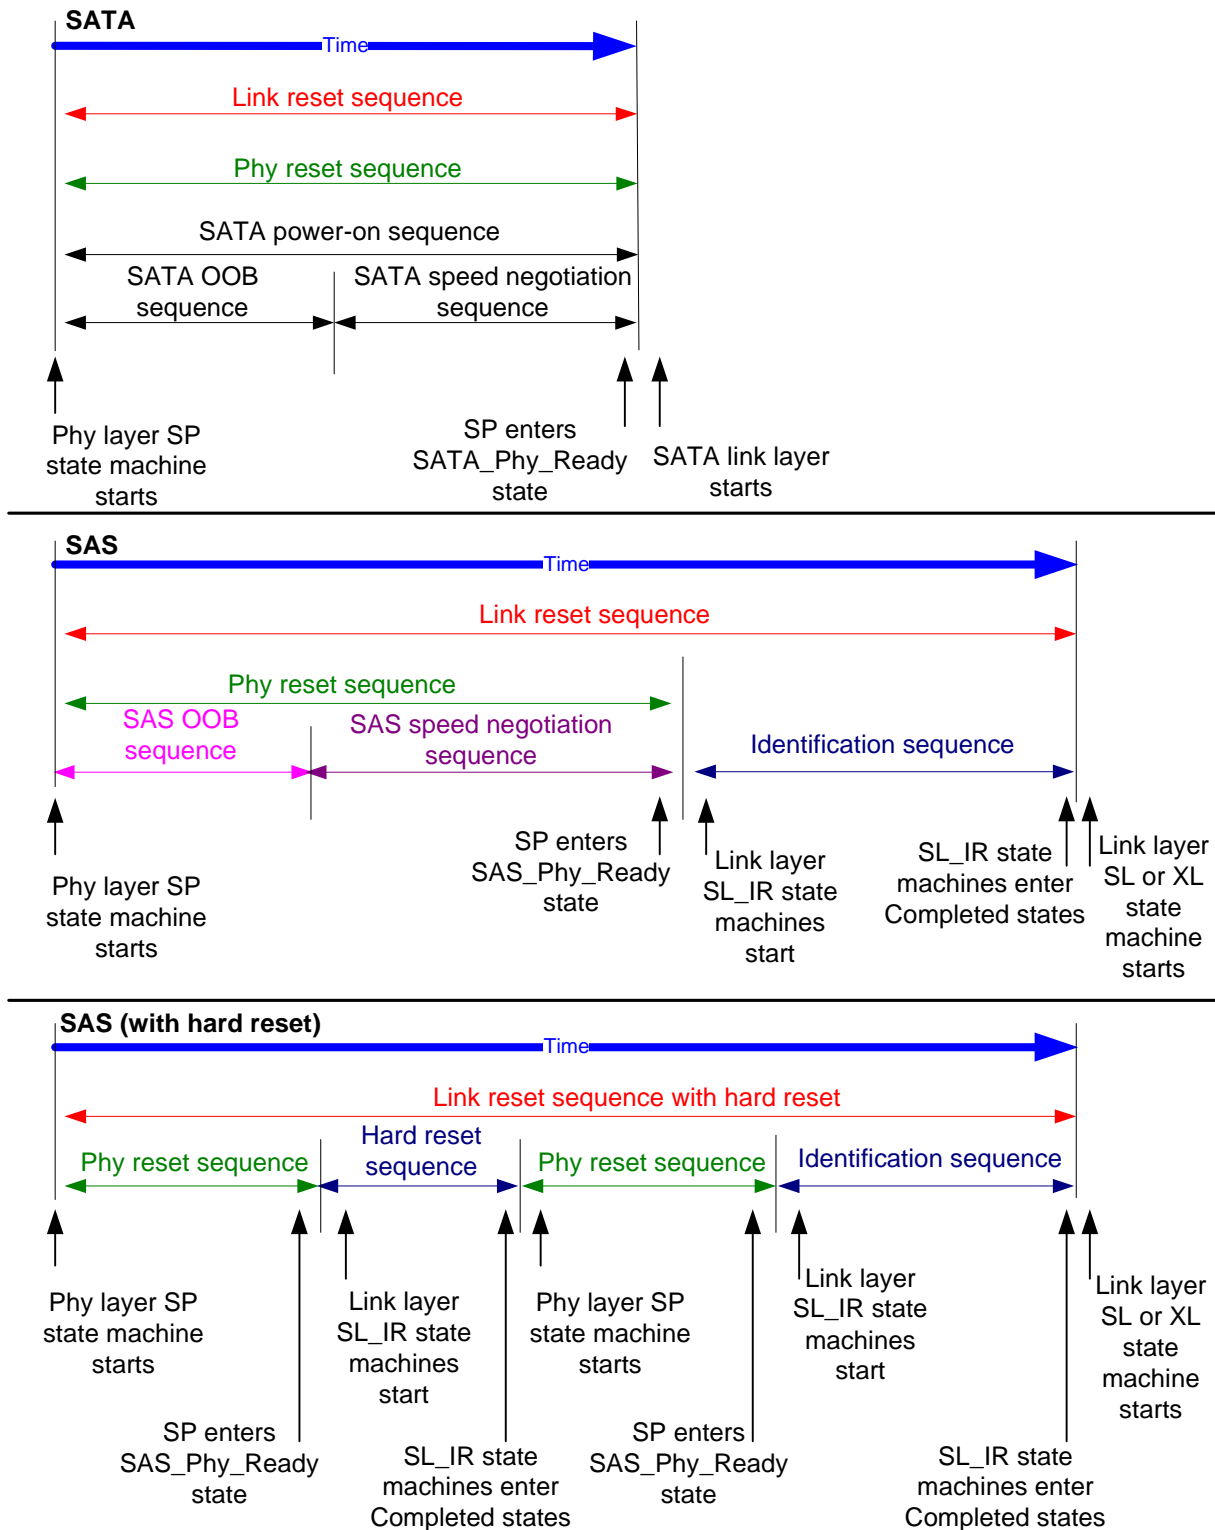 SATA
Time
Link reset sequence
Phy reset sequence
SATA power-on sequence
SATA OOB
sequence
SATA speed negotiation
sequence
Phy layer SP
state machine
starts
SP enters
SATA_Phy_Ready
state
SATA link layer
starts
SAS
Time
Link reset sequence
Phy reset sequence
SAS OOB
sequence
SAS speed negotiation
sequence
Identification sequence
Phy layer SP
state machine
starts
SP enters
SAS_Phy_Ready
state
Link layer
SL_IR state
machines
start
SL_IR state
machines enter
Completed states
Link layer
SL or XL
state
machine
starts
SAS (with hard reset)
Time
Link reset sequence with hard reset
Phy reset sequence
Hard reset
sequence
Phy reset sequence
Identification sequence
Phy layer SP
state machine
starts
SP enters
SAS_Phy_Ready
state
Link layer
SL_IR state
machines
start
SL_IR state
machines enter
Completed states
Phy layer SP
state machine
starts
SP enters
SAS_Phy_Ready
state
Link layer
SL_IR state
machines
start
SL_IR state
machines enter
Completed states
Link layer
SL or XL
state
machine
starts